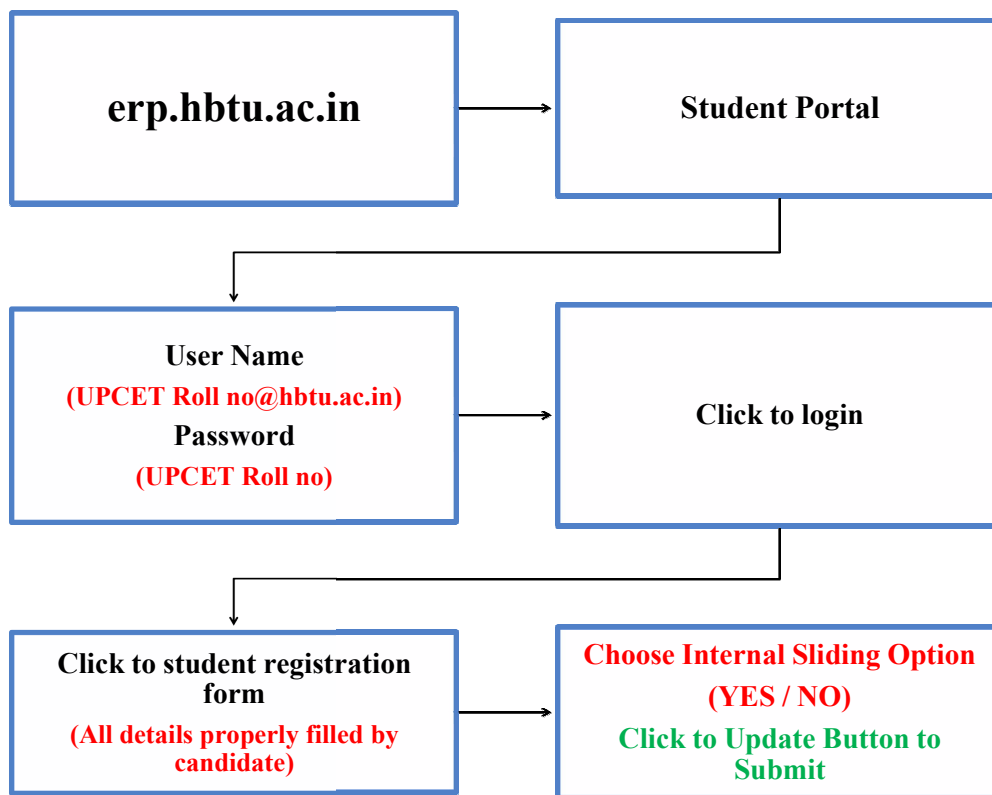 erp.hbtu.ac.in
Student Portal
User Name
(UPCET Roll no@hbtu.ac.in)
Password
(UPCET Roll no)
Click to login
Click to student registration
form
(All details properly filled by
candidate)
Choose Internal Sliding Option
(YES / NO)
Click to Update Button to
Submit